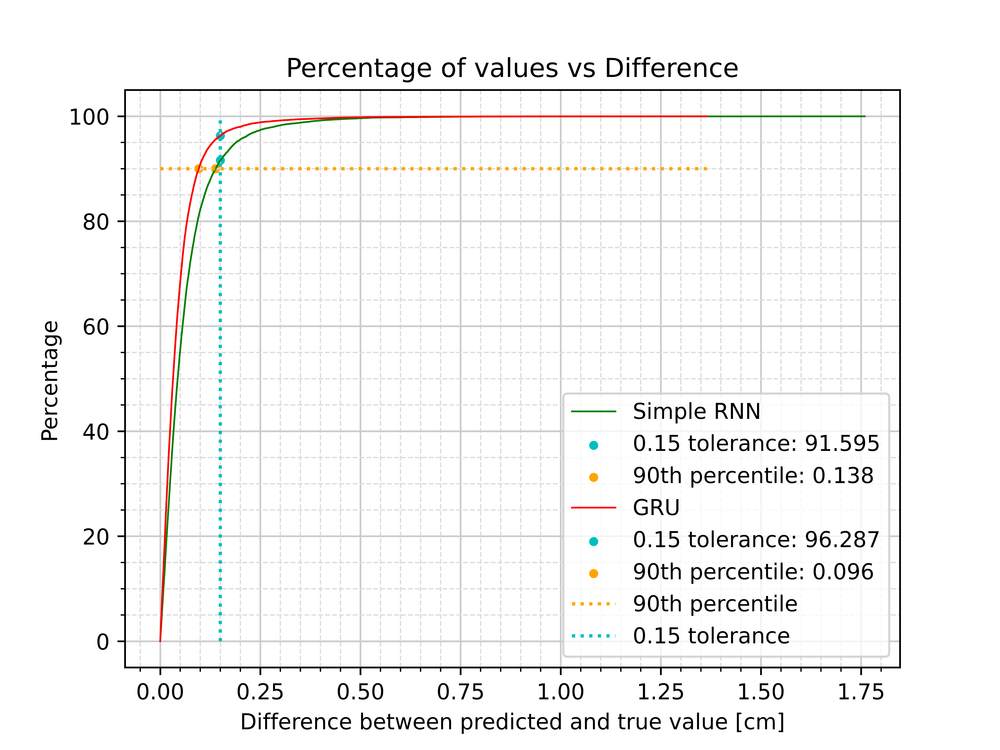 Percentage of values vs Difference
Percentage
100
80
60
40
20
0
Simple RNN
0.15 tolerance: 91.595
90th percentile: 0.138
GRU
0.15 tolerance: 96.287
90th percentile: 0.096
90th percentile
0.15 tolerance
0.00 0.25 0.50 0.75 1.00 1.25 1.50 1.75
Difference between predicted and true value [cm]